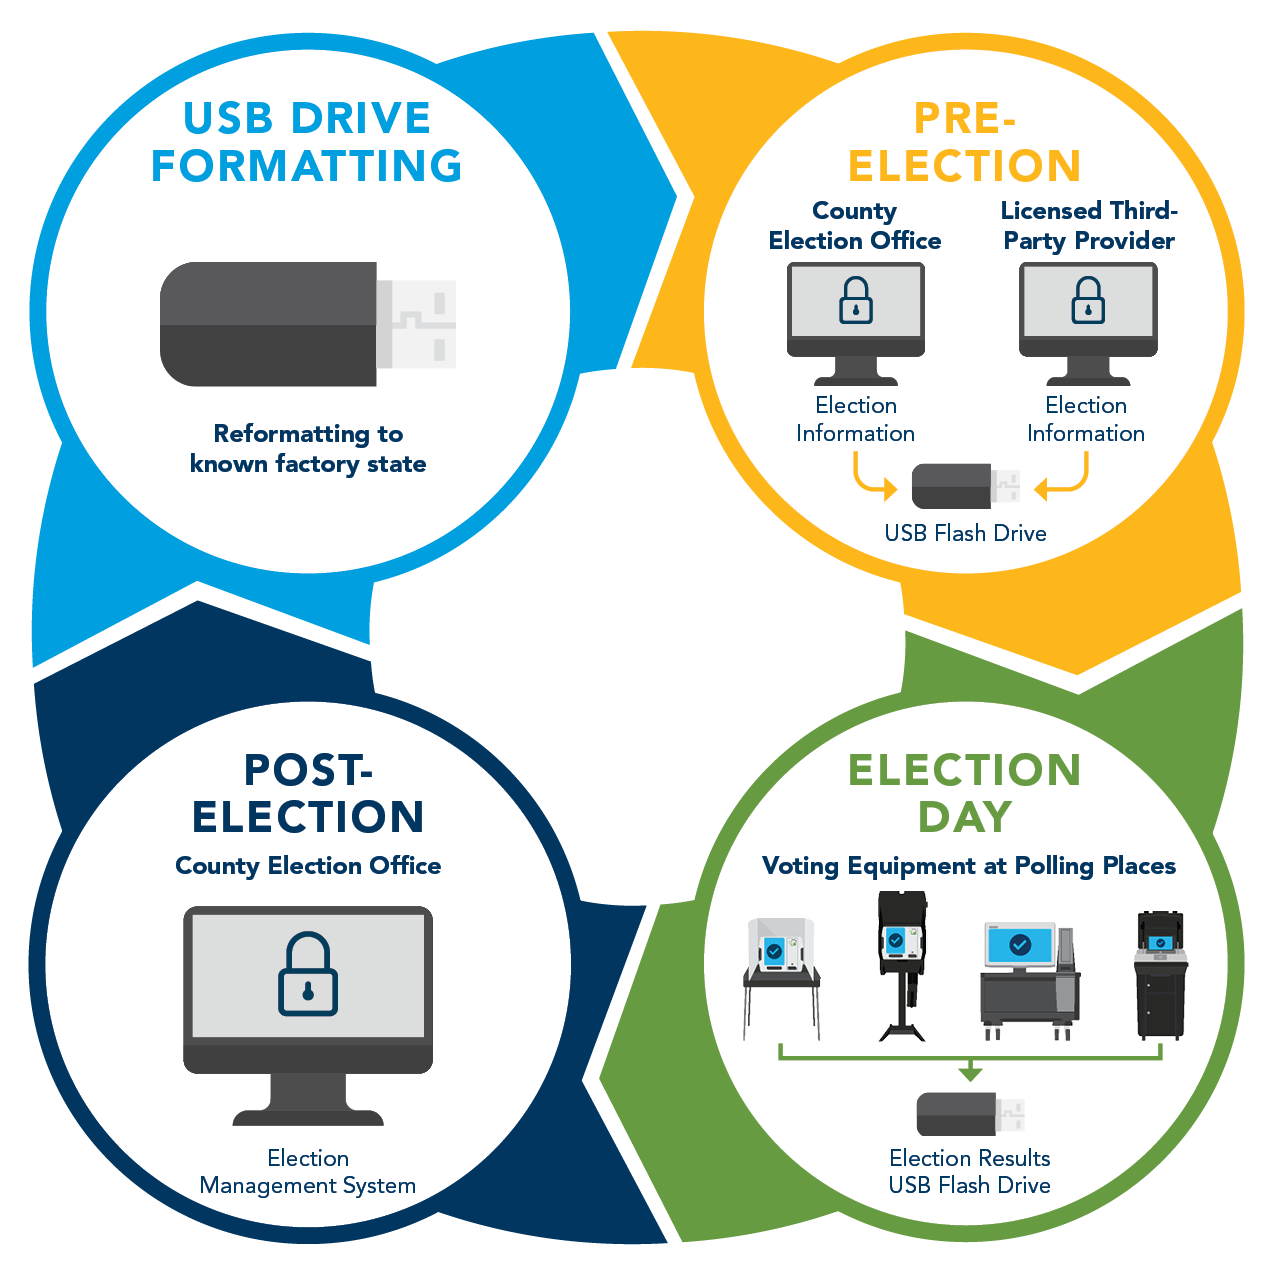 USB DRIVE
FORMATTING
Reformatting to
known factory state
PRE-
ELECTION
County
Election Office
Licensed Third-
Party Provider
Election
Information
Election
Information
USB Flash Drive
ELECTION
DAY
Voting Equipment at Polling Places
Election Results
USB Flash Drive
POST-
ELECTION
County Election Office
Election
Management System